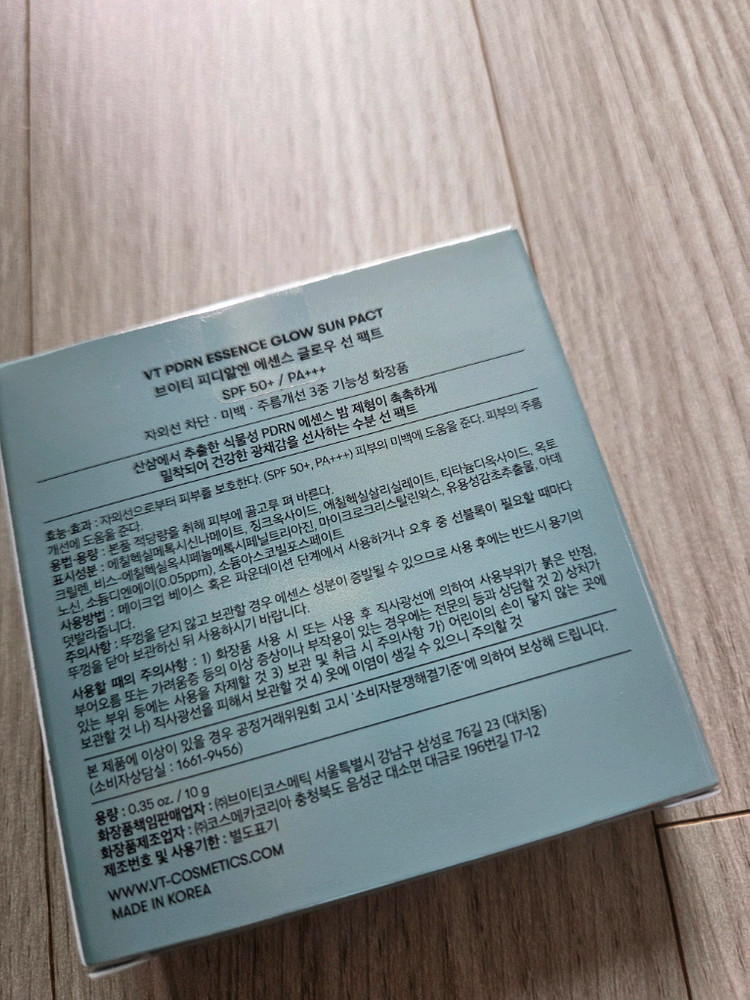 VT PDRN ESSENCE GLOW SUN PACT
브이티 피디알엔 에센스 글로우 선 팩트
SPF 50+ / PA+++
자외선 차단 · 미백 · 주름개선 3중 기능성 화장품
산삼에서 추출한 식물성 PDRN 에센스 밤 제형이 촉촉하게
밀착되어 건강한 광채감을 선사하는 수분 선 팩트
효능·효과 : 자외선으로부터 피부를 보호한다. (SPF 50+, PA+++) 피부의 미백에 도움을 준다. 피부의 주름
개선에 도움을 준다.
용법·용량 : 본품 적당량을 취해 피부에 골고루 펴 바른다.
표시성분 : 에칠헥실메톡시신나메이트, 징크옥사이드, 에칠헥실살리실레이트, 티타늄디옥사이드, 옥토
크릴렌, 비스-에칠헥실옥시페놀메톡시페닐트리아진, 마이크로크리스탈린왁스, 유용성감초추출물, 아데
노신, 소듐디엔에이(0.05ppm), 소듐아스코빌포스페이트
사용방법 : 메이크업 베이스 혹은 파운데이션 단계에서 사용하거나 오후 중 선블록이 필요할 때마다
덧발라줍니다.
주의사항 : 뚜껑을 닫지 않고 보관할 경우 에센스 성분이 증발될 수 있으므로 사용 후에는 반드시 용기의
뚜껑을 닫아 보관하신 뒤 사용하시기 바랍니다.
사용할 때의 주의사항 : 1) 화장품 사용 시 또는 사용 후 직사광선에 의하여 사용부위가 붉은 반점,
부어오름 또는 가려움증 등의 이상 증상이나 부작용이 있는 경우에는 전문의 등과 상담할 것 2) 상처가
있는 부위 등에는 사용을 자제할 것 3) 보관 및 취급 시 주의사항 가) 어린이의 손이 닿지 않는 곳에
보관할 것 나) 직사광선을 피해서 보관할 것 4) 옷에 이염이 생길 수 있으니 주의할 것
본 제품에 이상이 있을 경우 공정거래위원회 고시 '소비자분쟁해결기준'에 의하여 보상해 드립니다.
(소비자상담실 : 1661-9456)
용량 : 0.35 oz. / 10 g
화장품책임판매업자 : ㈜브이티코스메틱 서울특별시 강남구 삼성로 76길 23 (대치동)
화장품제조업자 : ㈜코스메카코리아 충청북도 음성군 대소면 대금로 196번길 17-12
제조번호 및 사용기한 : 별도표기
WWW.VT-COSMETICS.COM
MADE IN KOREA